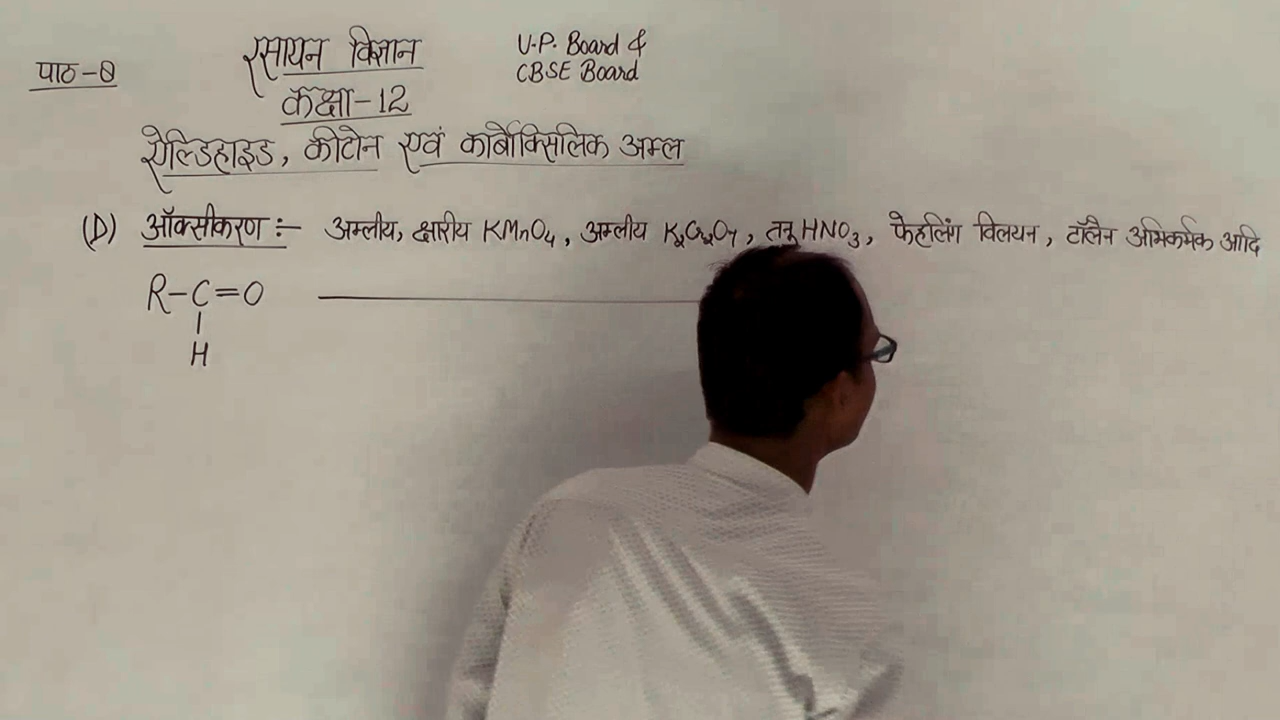 पाठ-8
रसायन विज्ञान
U.P. Board &
CBSE Board
कक्षा-12
ऐल्डिहाइड, कीटोन एवं कार्बोक्सिलिक अम्ल
(D) ऑक्सीकरण :- अम्लीय, क्षारीय KMnO4, अम्लीय K2Cr2O7, तनु HNO3, फेहलिंग विलयन, टॉलेन अभिकर्मक आदि
R-C=O
|
H